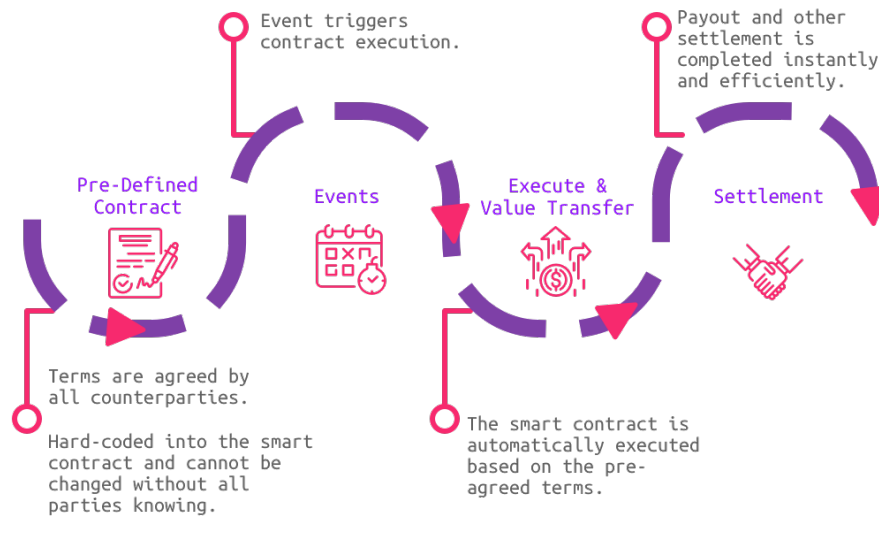 Pre-Defined
Contract
Terms are agreed by
all counterparties.
Hard-coded into the smart
contract and cannot be
changed without all
parties knowing.
Event triggers
contract execution.
Events
Execute &
Value Transfer
The smart contract is
automatically executed
based on the pre-
agreed terms.
Payout and other
settlement is
completed instantly
and efficiently.
Settlement